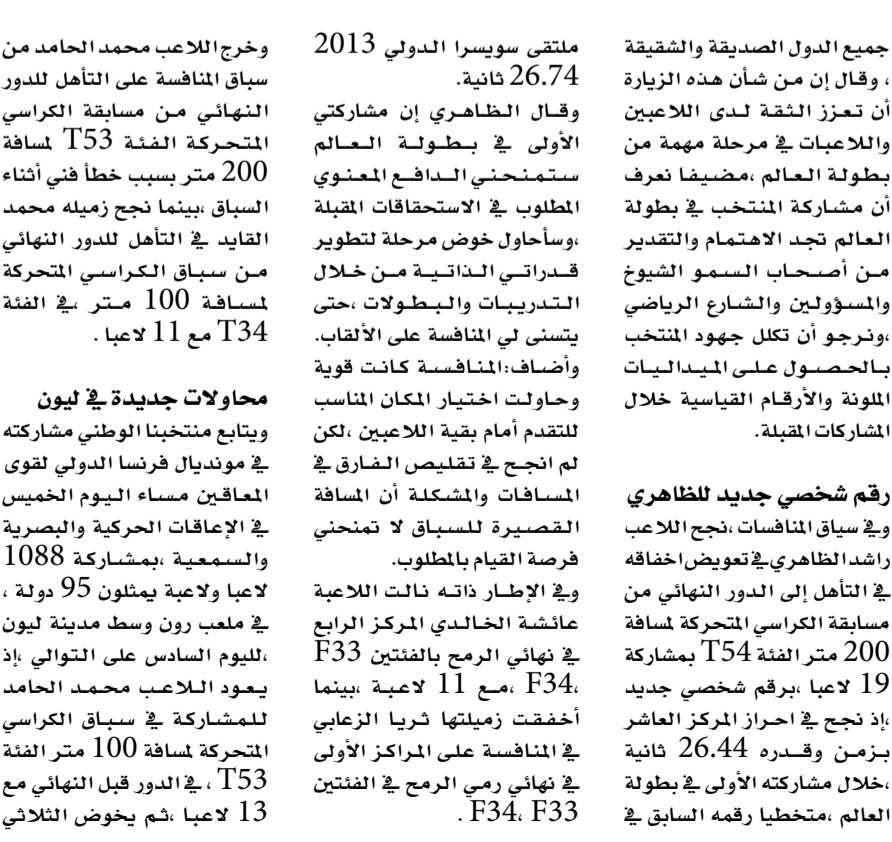 جميع الدول الصديقة والشقيقة
، وقال إن من شأن هذه الزيارة
أن تعزز الثقة لدى اللاعبين
واللاعبات في مرحلة مهمة من
بطولة العالم ،مضيفا نعرف
أن مشاركة المنتخب في بطولة
العالم تجد الاهتمام والتقدير
من أصحاب السمو الشيوخ
والمسؤولين والشارع الرياضي
،ونرجو أن تكلل جهود المنتخب
بالحصول على الميداليات
الملونة والأرقام القياسية خلال
المشاركات المقبلة.
رقم شخصي جديد للظاهري
وفي سياق المنافسات ،نجح اللاعب
راشد الظاهري في تعويض اخفاقه
في التأهل إلى الدور النهائي من
مسابقة الكراسي المتحركة لمسافة
200 متر الفئة T54 بمشاركة
19 لاعبا ،برقم شخصي جديد
،إذ نجح في احراز المركز العاشر
بزمن وقدره 26.44 ثانية
،خلال مشاركته الأولى في بطولة
العالم ،متخطيا رقمه السابق في
ملتقى سويسرا الدولي 2013
26.74 ثانية.
وقال الظاهري إن مشاركتي
الأولى في بطولة العالم
ستمنحني الدافع المعنوي
المطلوب في الاستحقاقات المقبلة
،وسأحاول خوض مرحلة لتطوير
قدراتي الذاتية من خلال
التدريبات والبطولات ،حتى
يتسنى لي المنافسة على الألقاب.
وأضاف:المنافسة كانت قوية
وحاولت اختيار المكان المناسب
للتقدم أمام بقية اللاعبين ،لكن
لم انجح في تقليص الفارق في
المسافات والمشكلة أن المسافة
القصيرة للسباق لا تمنحني
فرصة القيام بالمطلوب.
وفي الإطار ذاته نالت اللاعبة
عائشة الخالدي المركز الرابع
في نهائي الرمح بالفئتين F33
،F34 ،مع 11 لاعبة ،بينما
أخفقت زميلتها ثريا الزعابي
في المنافسة على المراكز الأولى
في نهائي رمي الرمح في الفئتين
F34، F33 .
وخرج اللاعب محمد الحامد من
سباق المنافسة على التأهل للدور
النهائي من مسابقة الكراسي
المتحركة الفئة T53 لمسافة
200 متر بسبب خطأ فني أثناء
السباق ،بينما نجح زميله محمد
القايد في التأهل للدور النهائي
من سباق الكراسي المتحركة
لمسافة 100 متر ،في الفئة
T34 مع 11 لاعبا .
محاولات جديدة في ليون
ويتابع منتخبنا الوطني مشاركته
في مونديال فرنسا الدولي لقوى
المعاقين مساء اليوم الخميس
في الإعاقات الحركية والبصرية
والسمعية ،بمشاركة 1088
لاعبا ولاعبة يمثلون 95 دولة ،
في ملعب رون وسط مدينة ليون
،لليوم السادس على التوالي ،إذ
يعود اللاعب محمد الحامد
للمشاركة في سباق الكراسي
المتحركة لمسافة 100 متر الفئة
T53 ، في الدور قبل النهائي مع
13 لاعبا ،ثم يخوض الثلاثي